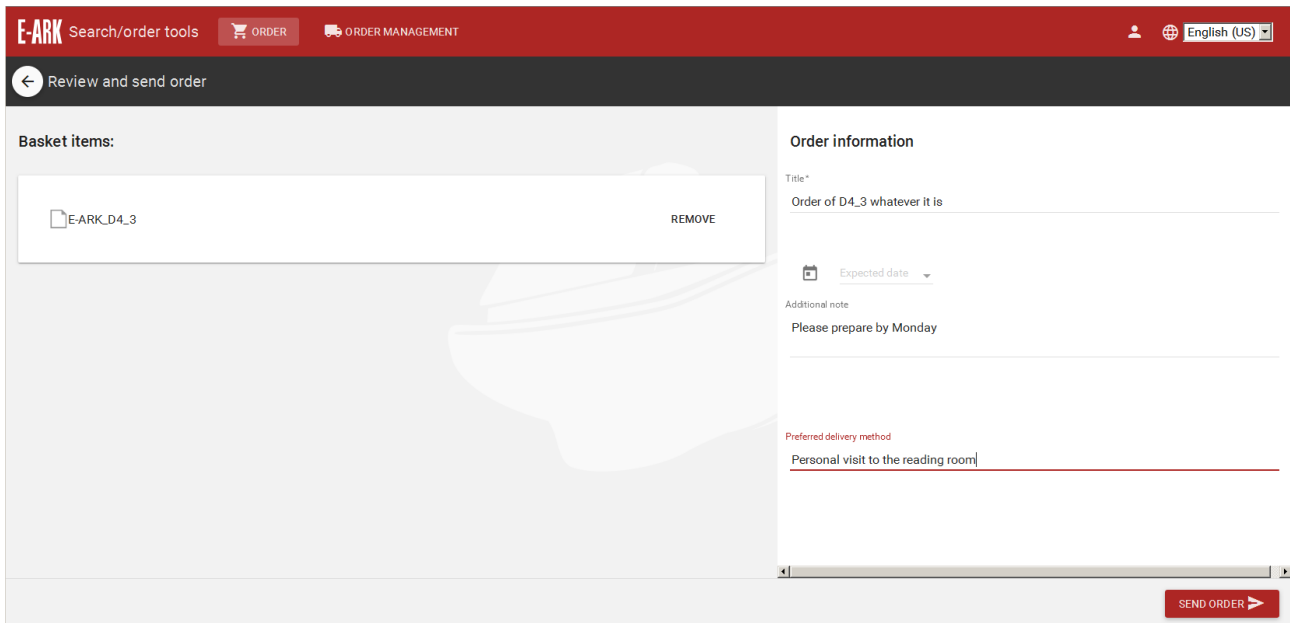 E-ARK Search/order tools ORDER ORDER MANAGEMENT English (US)
Review and send order
Basket items:
E-ARK_D4_3 REMOVE
Order information
Title*
Order of D4_3 whatever it is
Expected date
Additional note
Please prepare by Monday
Preferred delivery method
Personal visit to the reading room
SEND ORDER